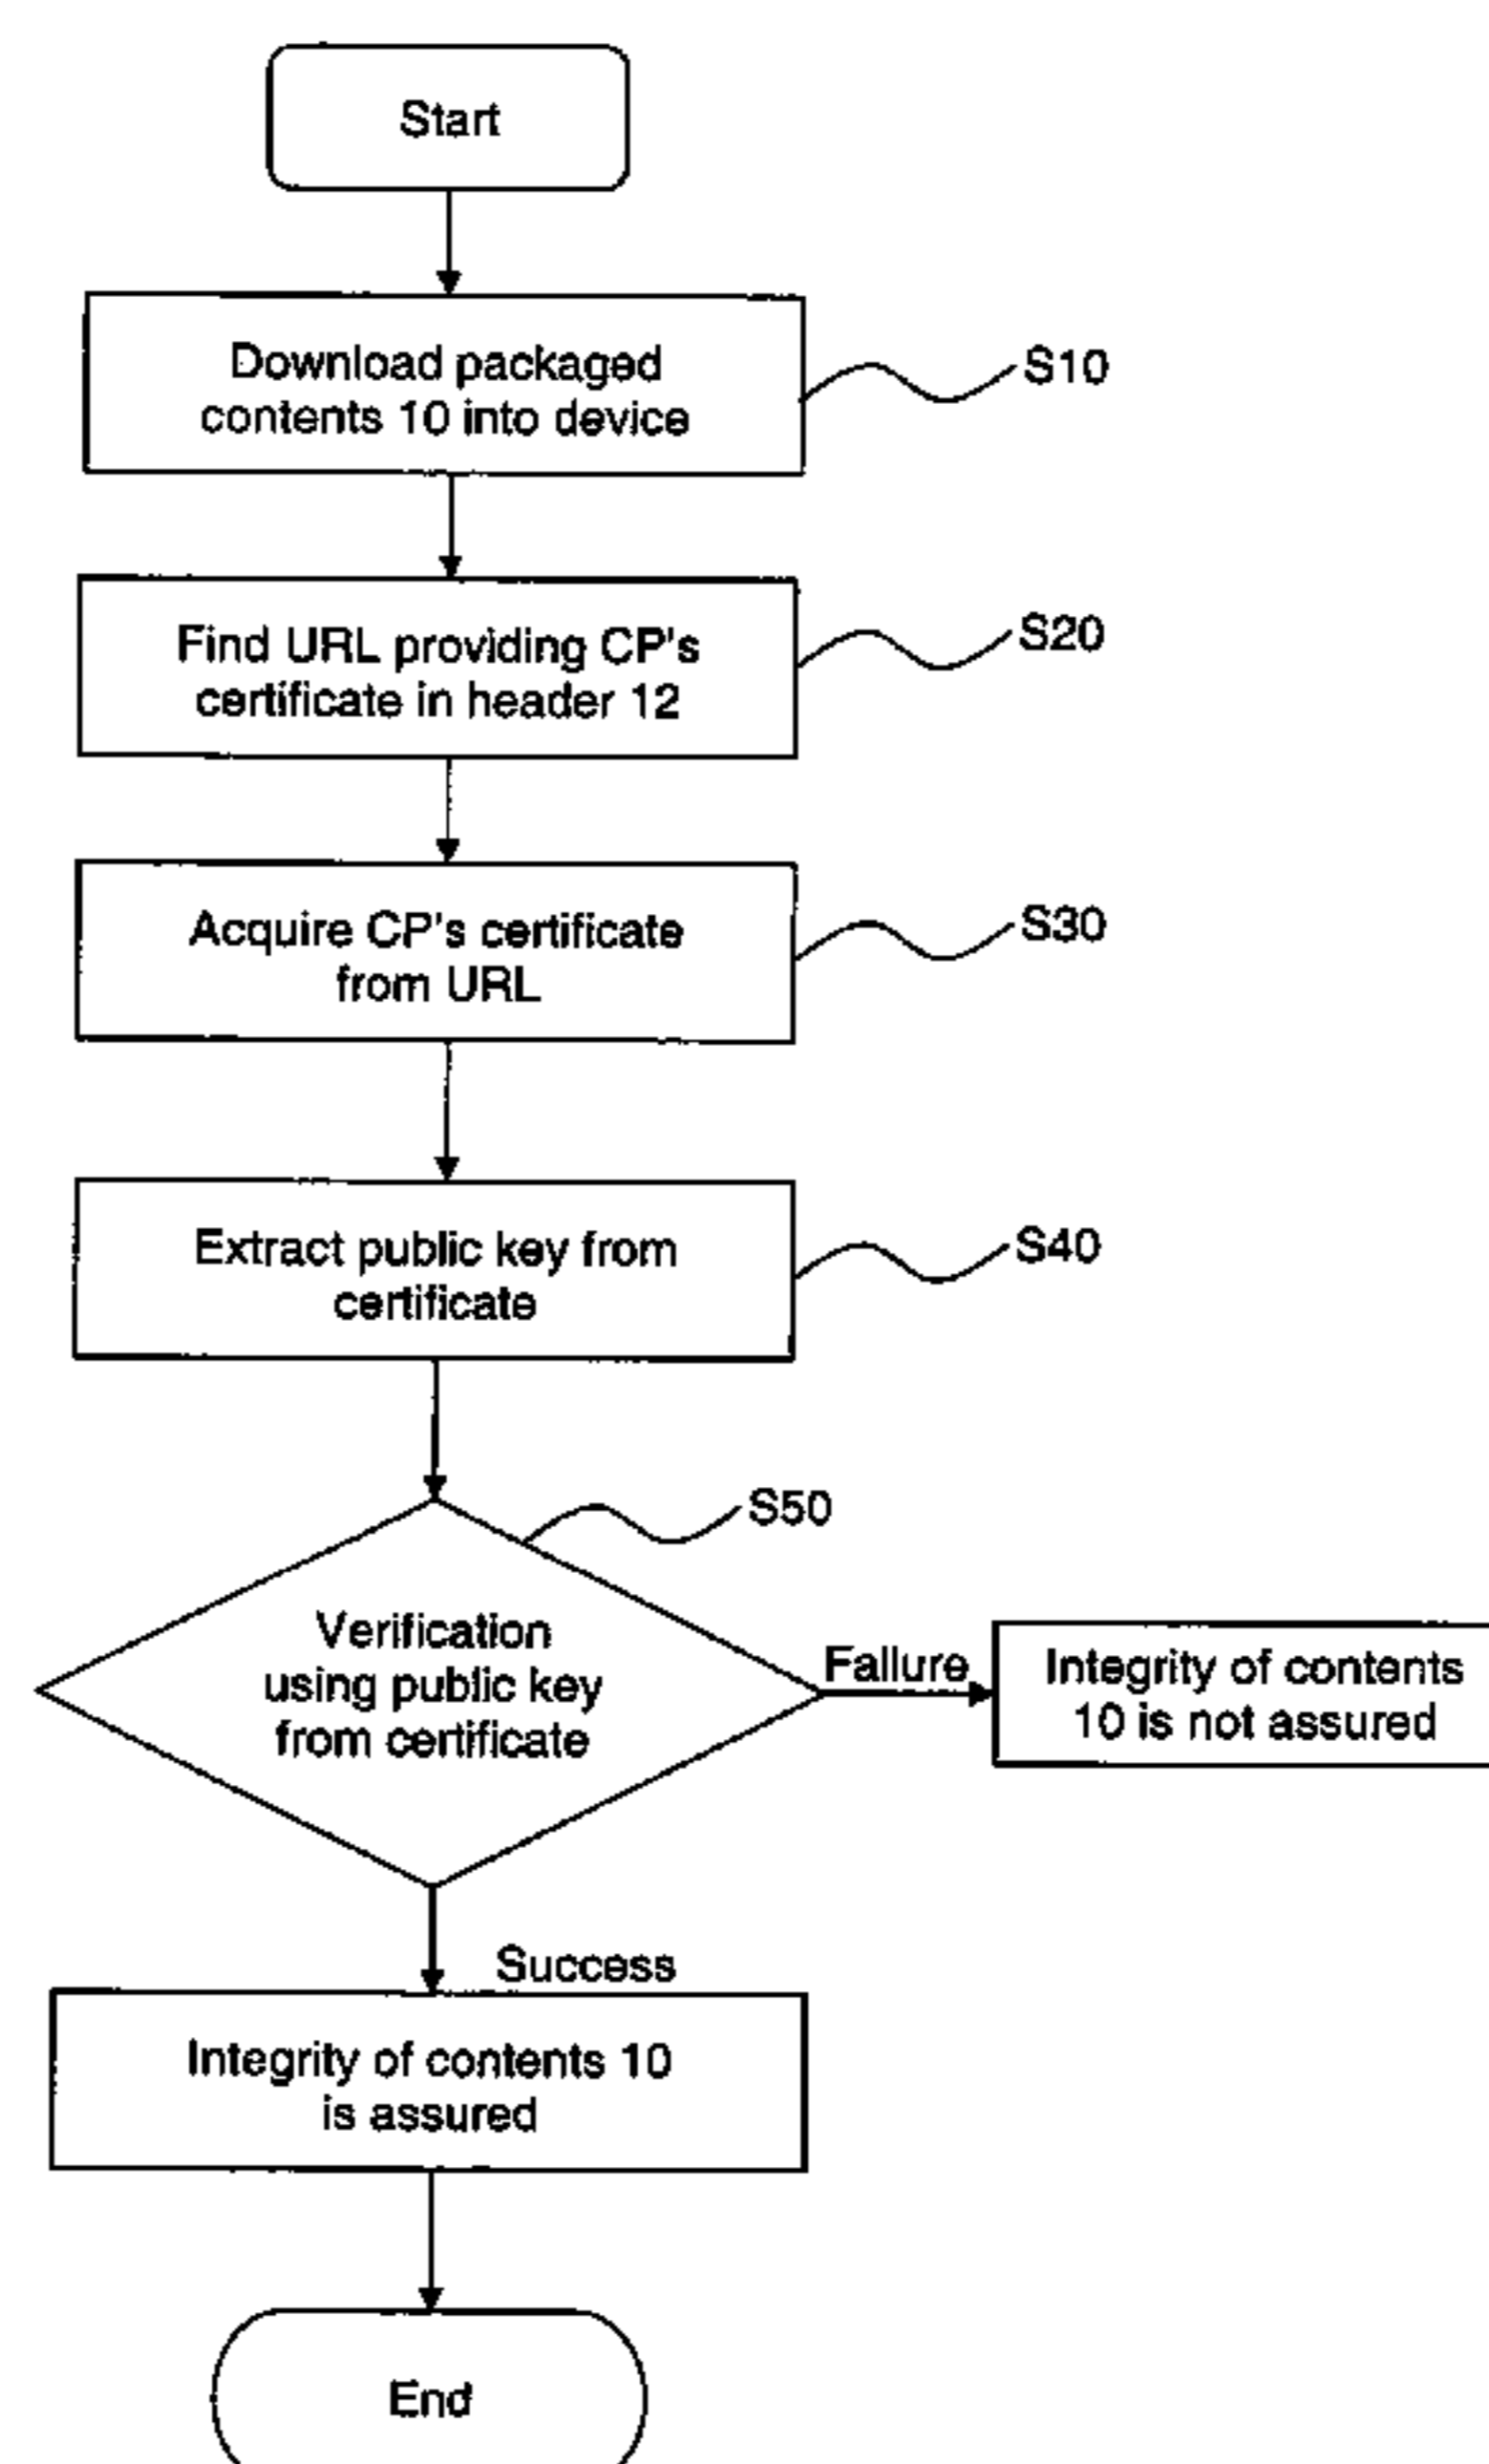 Start
Download packaged
contents 10 into device
S10
Find URL providing CP's
certificate in header 12
S20
Acquire CP's certificate
from URL
S30
Extract public key from
certificate
S40
S50
Verification
using public key
from certificate
Failure
Integrity of contents
10 is not assured
Success
Integrity of contents 10
is assured
End